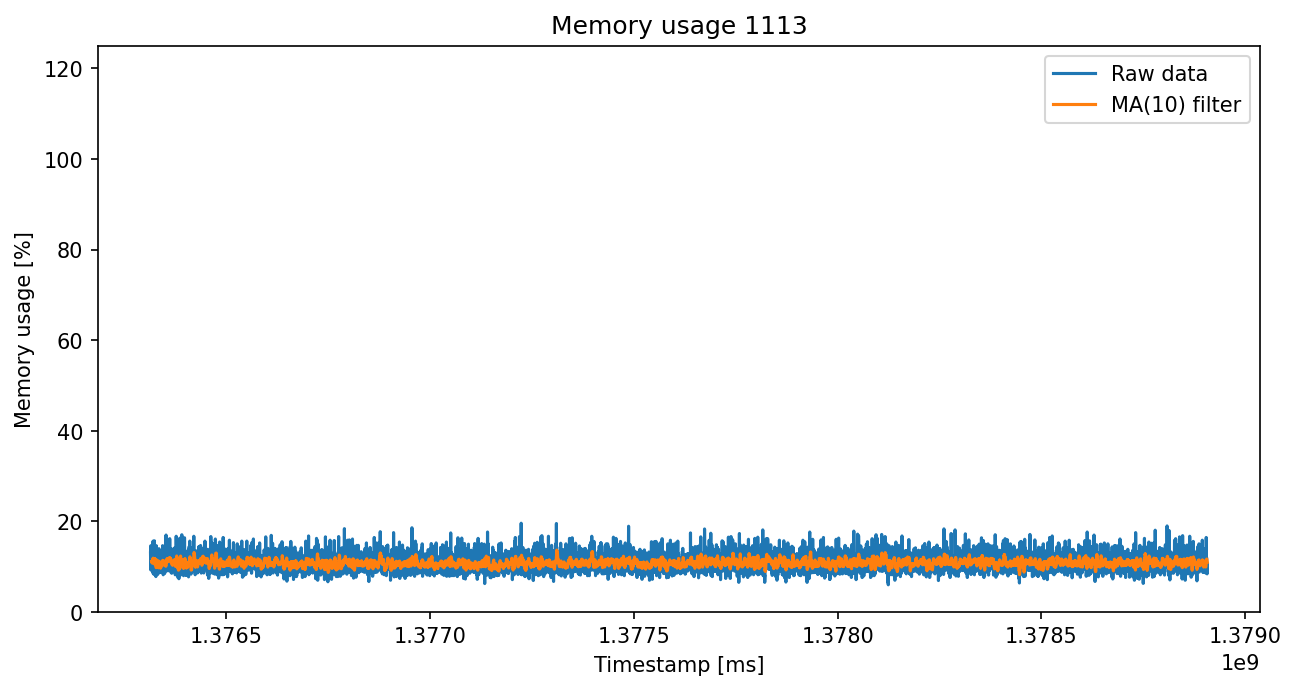 Memory usage 1113
Raw data
MA(10) filter
Memory usage [%]
120
100
80
60
40
20
0
1.3765 1.3770 1.3775 1.3780 1.3785 1.3790
1e9
Timestamp [ms]